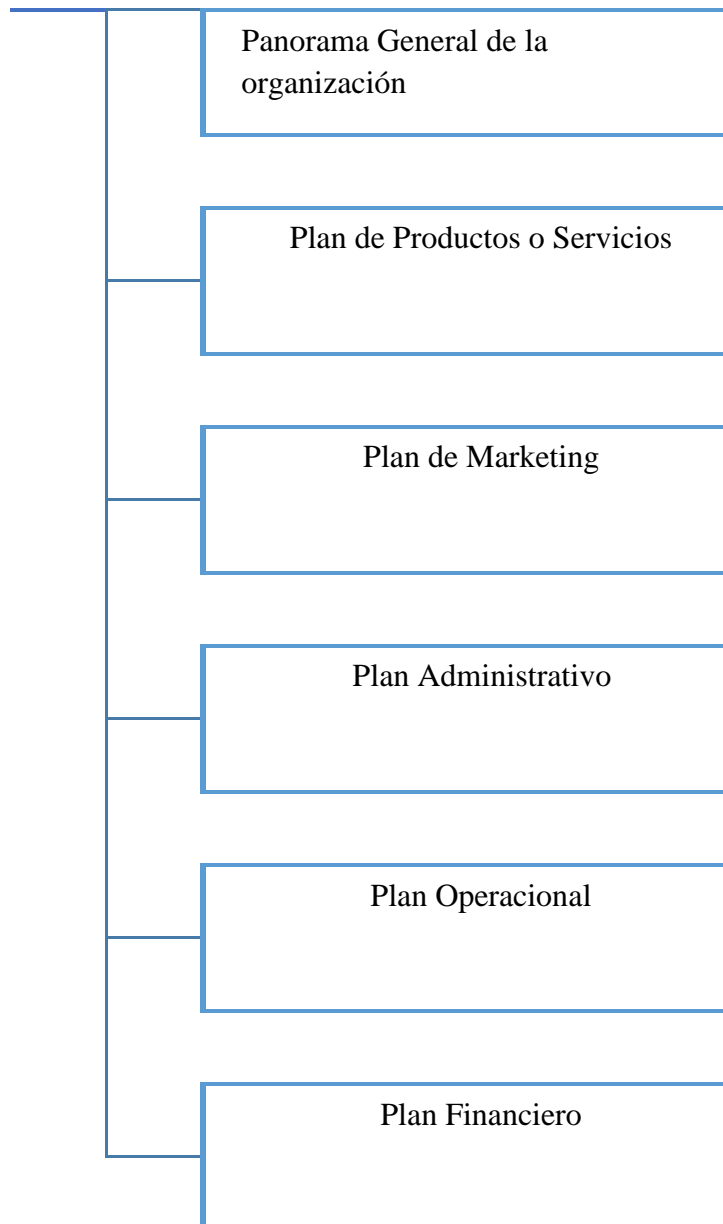 Panorama General de la
organización
Plan de Productos o Servicios
Plan de Marketing
Plan Administrativo
Plan Operacional
Plan Financiero